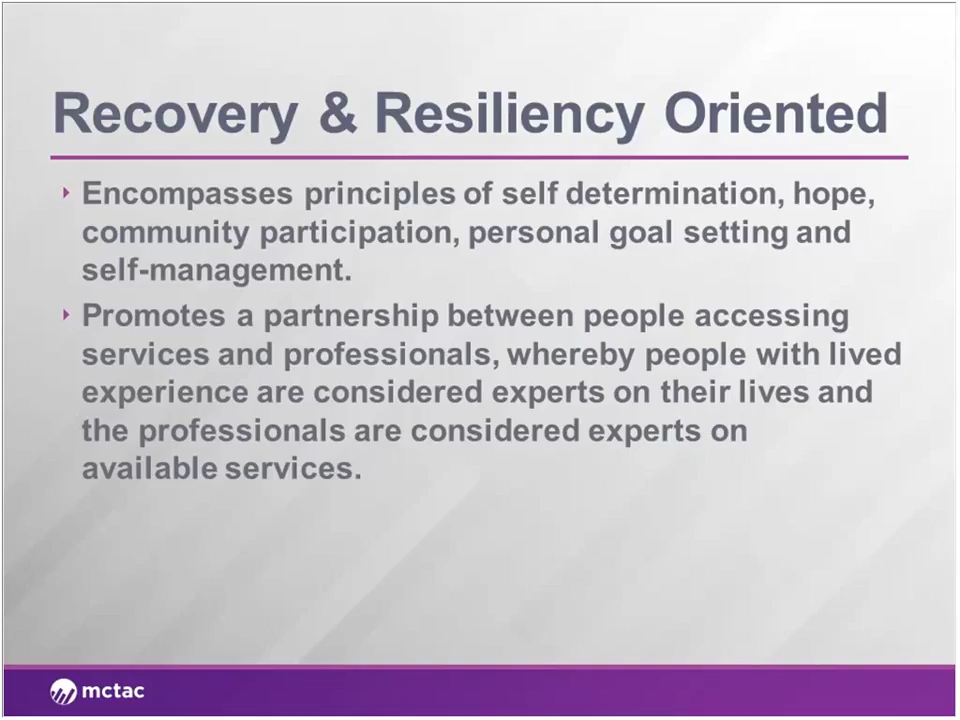 Recovery & Resiliency Oriented
Encompasses principles of self determination, hope,
community participation, personal goal setting and
self-management.
Promotes a partnership between people accessing
services and professionals, whereby people with lived
experience are considered experts on their lives and
the professionals are considered experts on
available services.
mctac